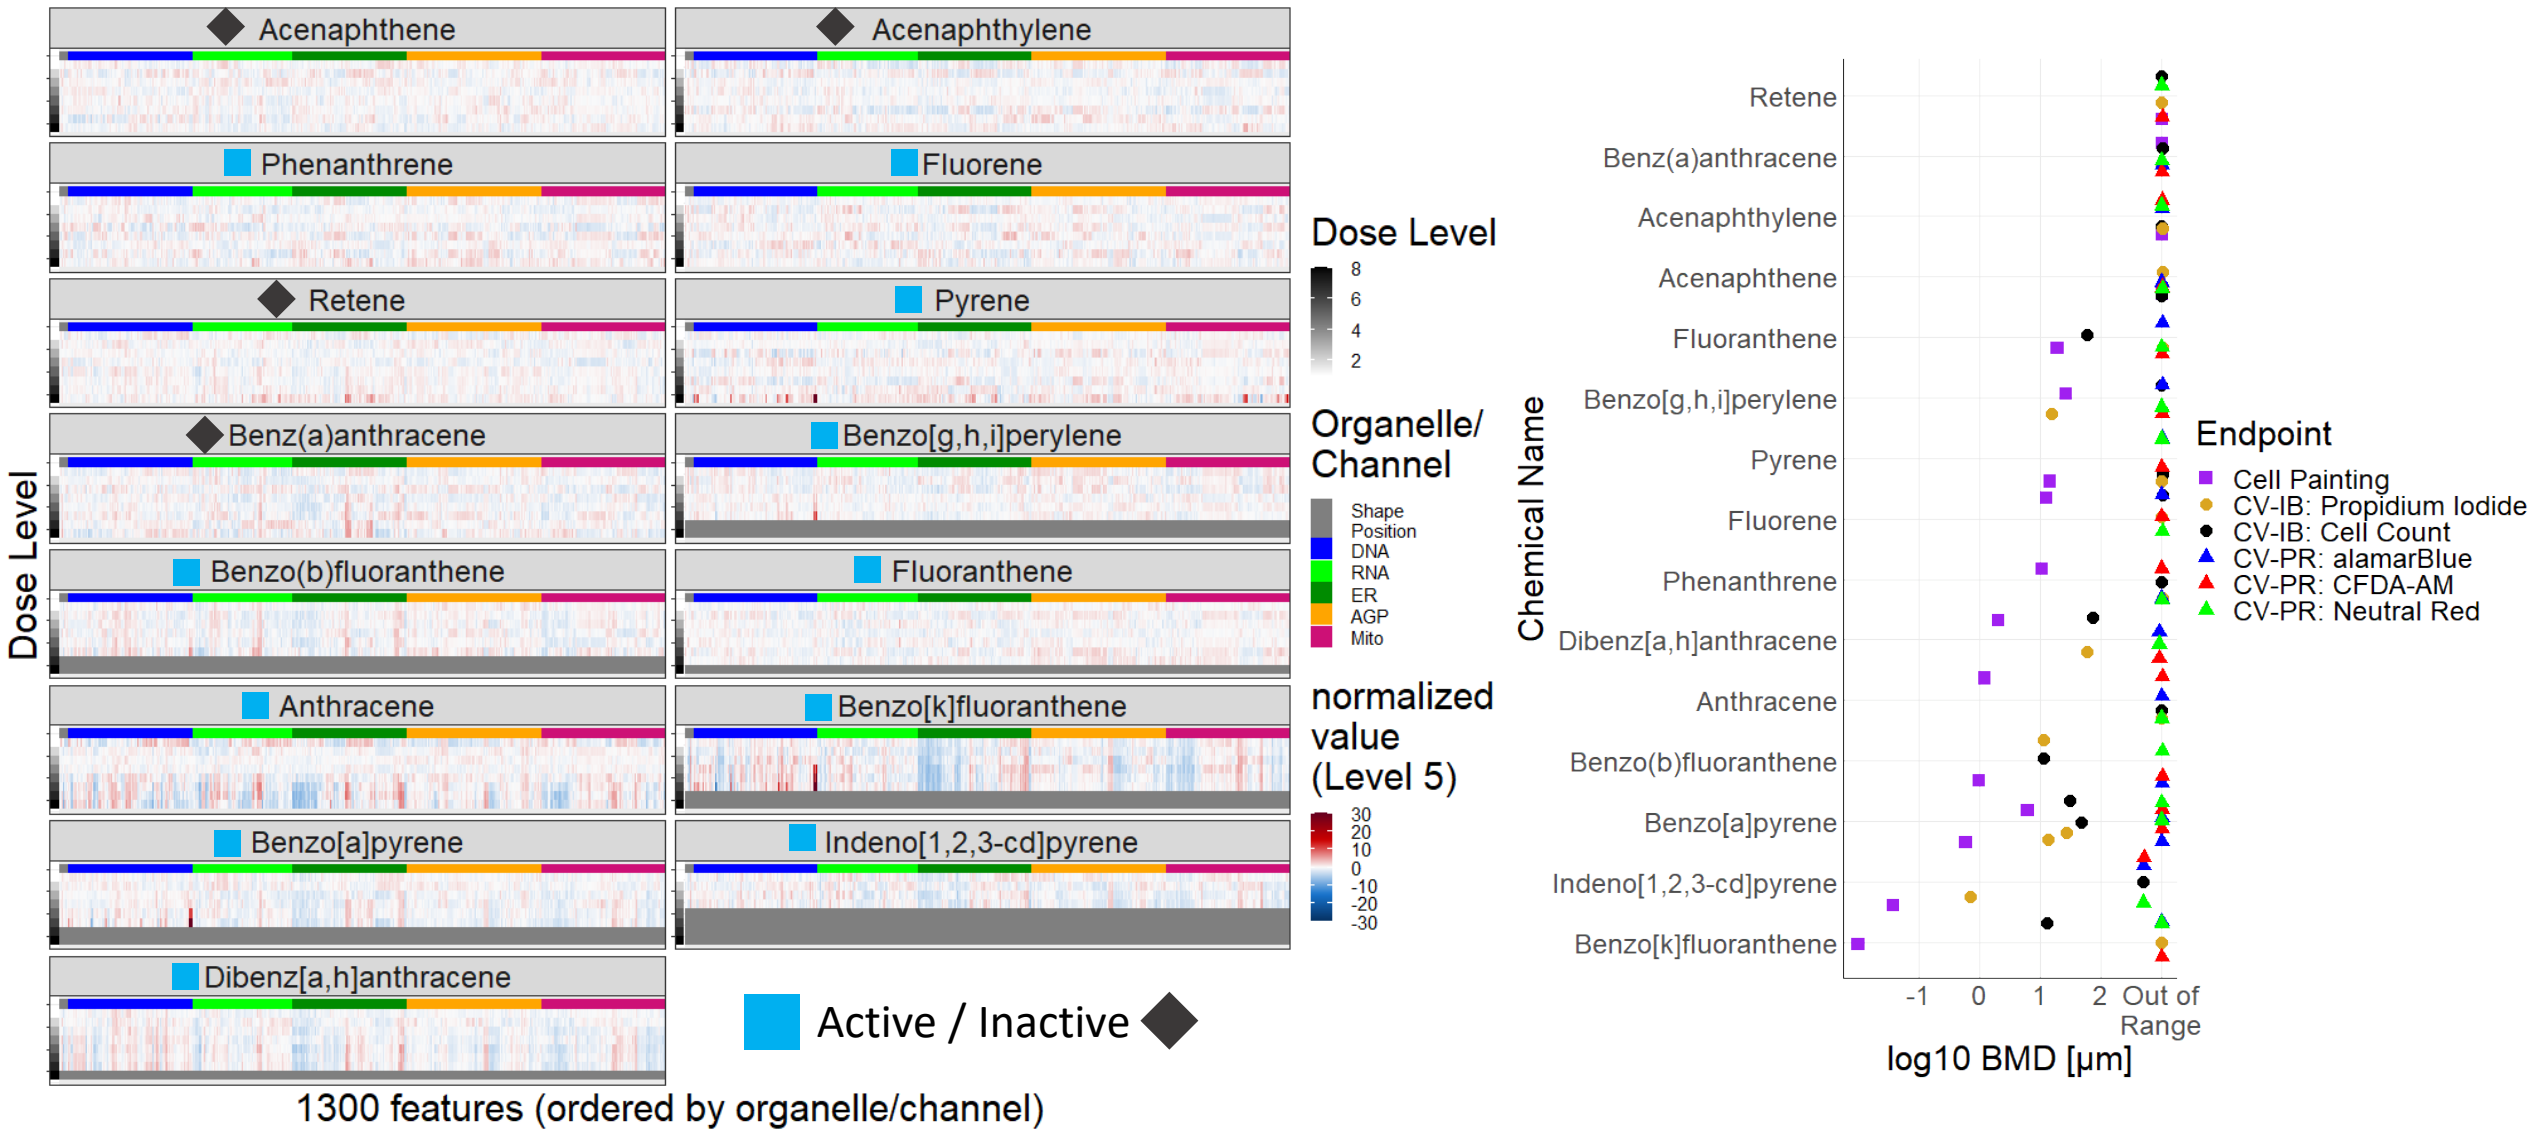 Acenaphthene
Acenaphthylene
Phenanthrene
Fluorene
Retene
Pyrene
Benz(a)anthracene
Benzo[g,h,i]perylene
Benzo(b)fluoranthene
Fluoranthene
Anthracene
Benzo[k]fluoranthene
Benzo[a]pyrene
Indeno[1,2,3-cd]pyrene
Dibenz[a,h]anthracene
Active / Inactive
Dose Level
1300 features (ordered by organelle/channel)
Dose Level
8
6
4
2
Organelle/
Channel
Shape
Position
DNA
RNA
ER
AGP
Mito
normalized
value
(Level 5)
30
20
10
0
-10
-20
-30
Chemical Name
Retene
Benz(a)anthracene
Acenaphthylene
Acenaphthene
Fluoranthene
Benzo[g,h,i]perylene
Pyrene
Fluorene
Phenanthrene
Dibenz[a,h]anthracene
Anthracene
Benzo(b)fluoranthene
Benzo[a]pyrene
Indeno[1,2,3-cd]pyrene
Benzo[k]fluoranthene
-1 0 1 2 Out of
Range
log10 BMD [μm]
Endpoint
Cell Painting
CV-IB: Propidium Iodide
CV-IB: Cell Count
CV-PR: alamarBlue
CV-PR: CFDA-AM
CV-PR: Neutral Red